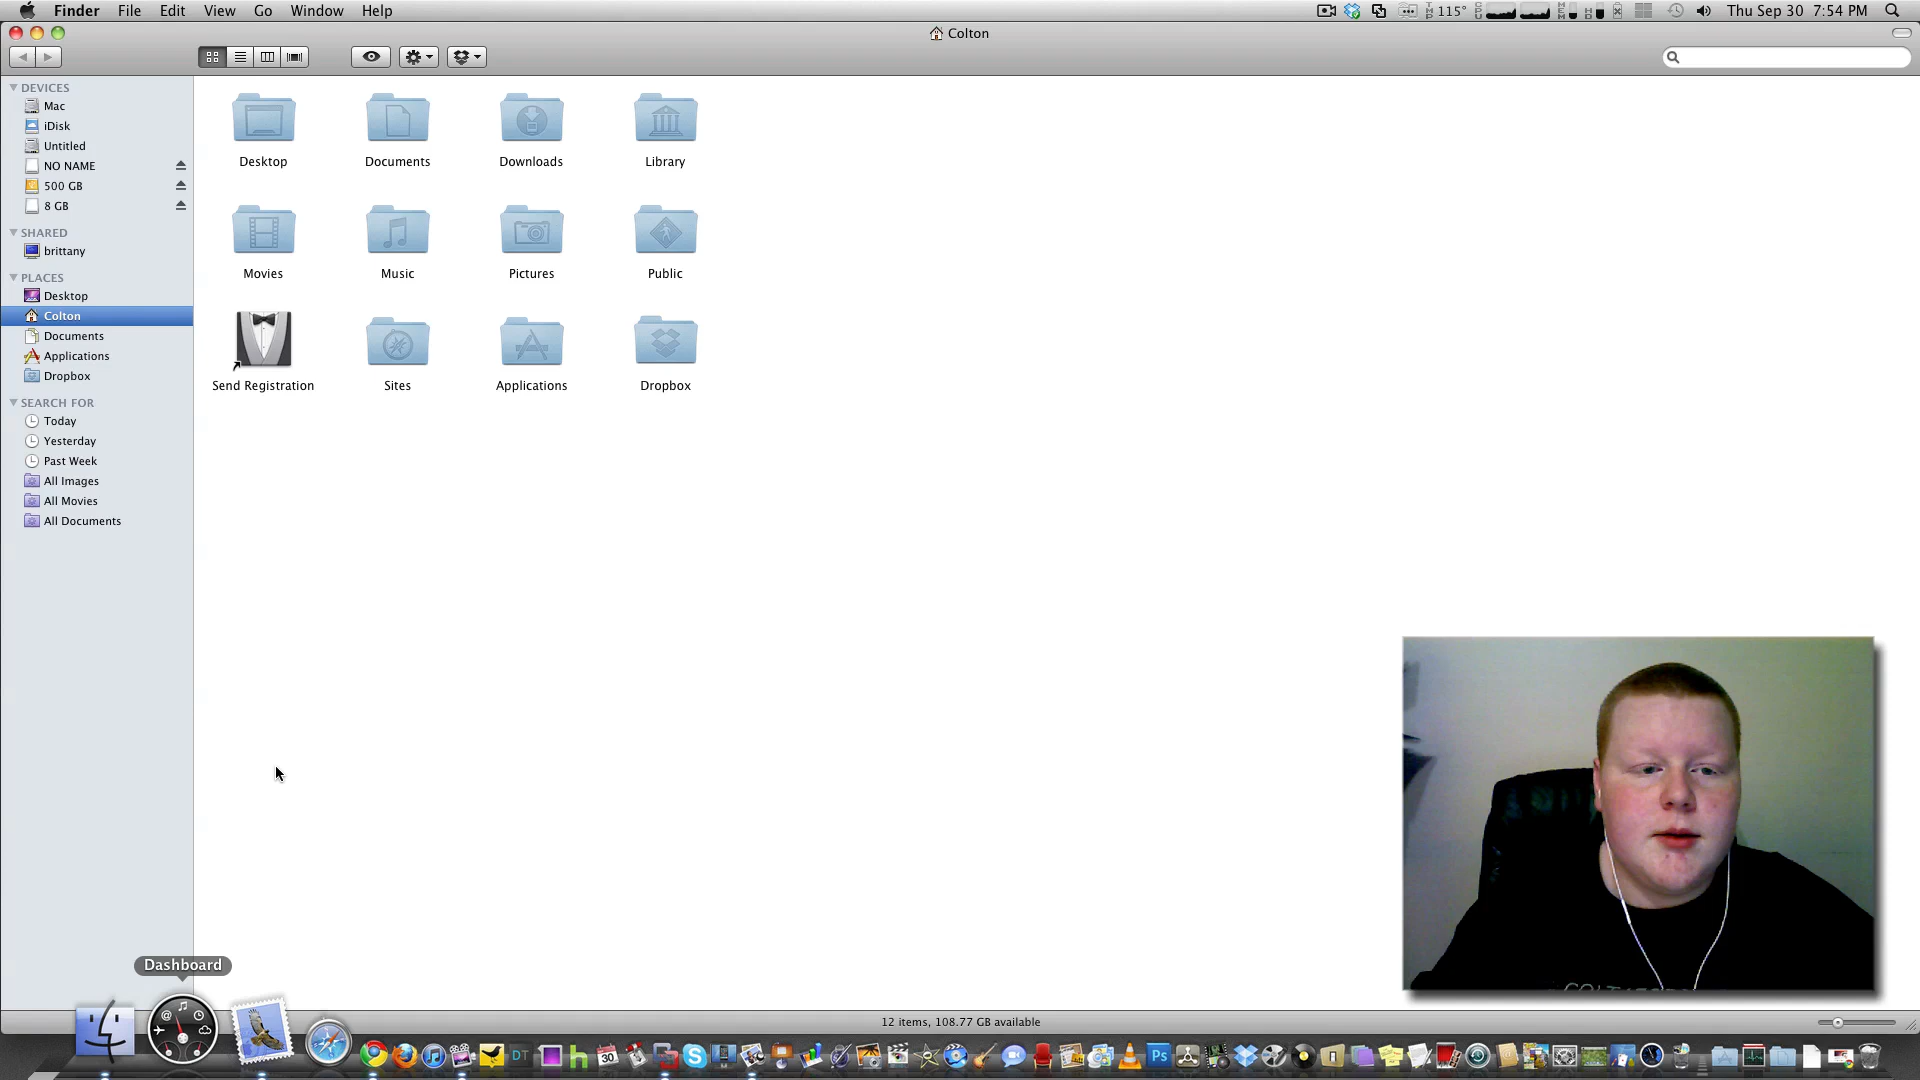 Finder File Edit View Go Window Help 115° Thu Sep 30 7:54 PM
Colton
DEVICES
Mac
iDisk
Untitled
NO NAME
500 GB
8 GB
SHARED
brittany
PLACES
Desktop
Colton
Documents
Applications
Dropbox
SEARCH FOR
Today
Yesterday
Past Week
All Images
All Movies
All Documents
Desktop Documents Downloads Library
Movies Music Pictures Public
Send Registration Sites Applications Dropbox
Dashboard
12 items, 108.77 GB available
DT h 30 Ps